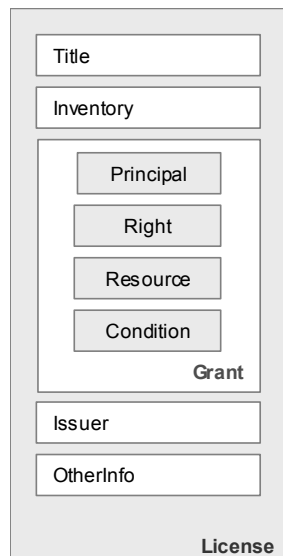 Title
Inventory
Principal
Right
Resource
Condition
Grant
Issuer
OtherInfo
License